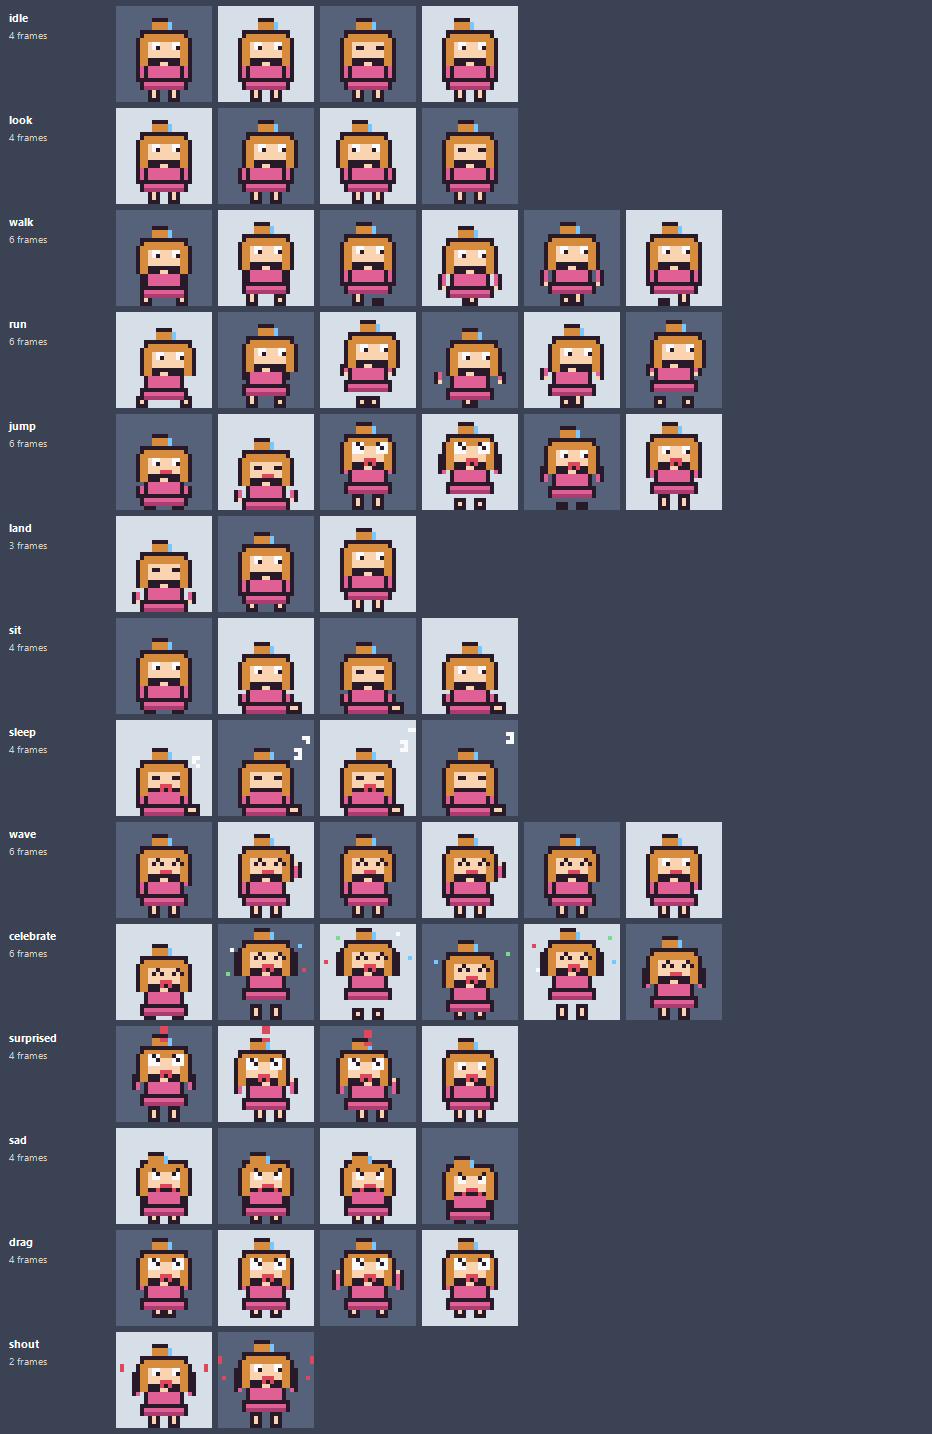 idle
4 frames
look
4 frames
walk
6 frames
run
6 frames
jump
6 frames
land
3 frames
sit
4 frames
sleep
4 frames
wave
6 frames
celebrate
6 frames
surprised
4 frames
sad
4 frames
drag
4 frames
shout
2 frames